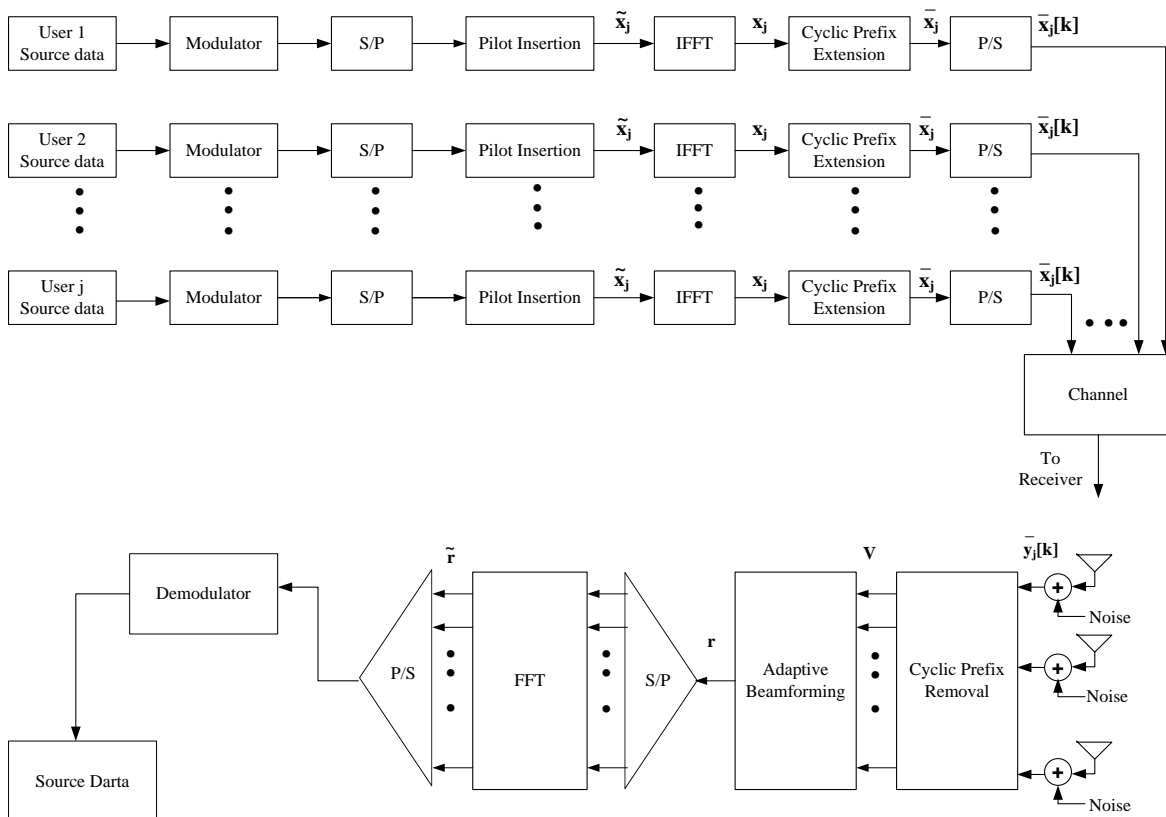 User 1
Source data
Modulator
S/P
Pilot Insertion
x̃j
IFFT
xj
Cyclic Prefix
Extension
x̄j
P/S
x̄j[k]
User 2
Source data
Modulator
S/P
Pilot Insertion
x̃j
IFFT
xj
Cyclic Prefix
Extension
x̄j
P/S
x̄j[k]
User j
Source data
Modulator
S/P
Pilot Insertion
x̃j
IFFT
xj
Cyclic Prefix
Extension
x̄j
P/S
x̄j[k]
Channel
To
Receiver
Demodulator
Source Darta
r̃
P/S
FFT
S/P
r
Adaptive
Beamforming
V
Cyclic Prefix
Removal
ȳj[k]
+
Noise
+
Noise
+
Noise